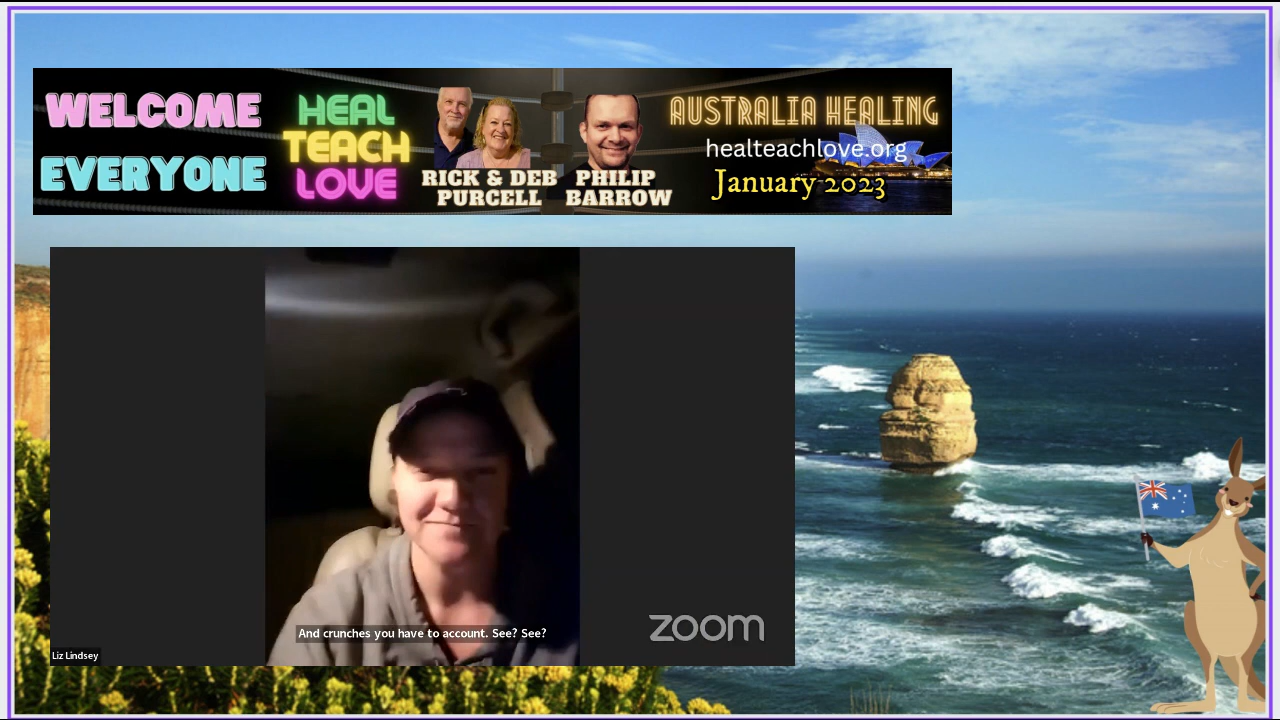 WELCOME
EVERYONE
HEAL
TEACH
LOVE
RICK & DEB
PURCELL
PHILIP
BARROW
AUSTRALIA HEALING
healteachlove.org
January 2023
And crunches you have to account. See? See?
zoom
Liz Lindsey